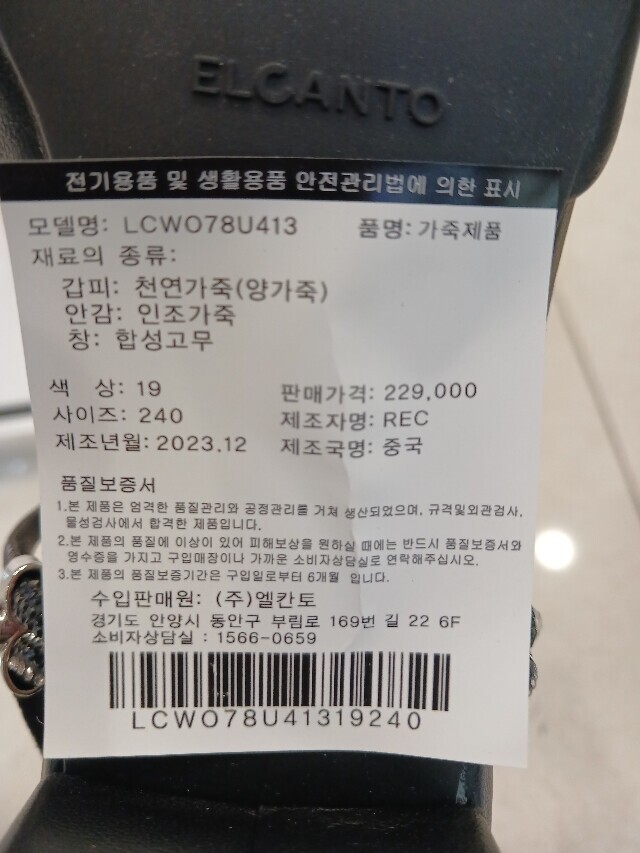 ELCANTO
전기용품 및 생활용품 안전관리법에 의한 표시
모델명: LCWO78U413 품명: 가죽제품
재료의 종류:
갑피: 천연가죽(양가죽)
안감: 인조가죽
창: 합성고무
색 상: 19 판매가격: 229,000
사이즈: 240 제조자명: REC
제조년월: 2023.12 제조국명: 중국
품질보증서
1.본 제품은 엄격한 품질관리와 공정관리를 거쳐 생산되었으며, 규격및외관검사,
물성검사에서 합격한 제품입니다.
2.본 제품의 품질에 이상이 있어 피해보상을 원하실 때에는 반드시 품질보증서와
영수증을 가지고 구입매장이나 가까운 소비자상담실로 연락해주십시오.
3.본 제품의 품질보증기간은 구입일로부터 6개월 입니다.
수입판매원: (주)엘칸토
경기도 안양시 동안구 부림로 169번 길 22 6F
소비자상담실 : 1566-0659
LCWO78U41319240